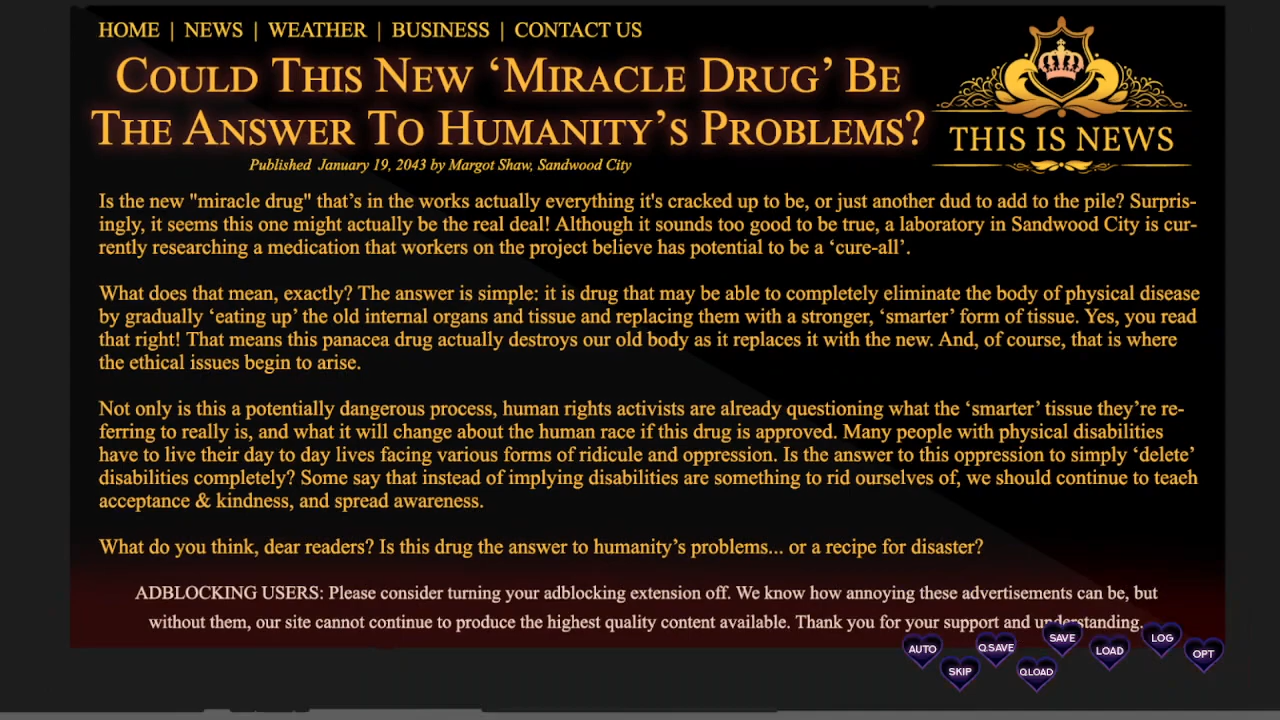 HOME | NEWS | WEATHER | BUSINESS | CONTACT US
COULD THIS NEW ‘MIRACLE DRUG’ BE
THE ANSWER TO HUMANITY’S PROBLEMS?
THIS IS NEWS
Published January 19, 2043 by Margot Shaw, Sandwood City
Is the new "miracle drug" that’s in the works actually everything it's cracked up to be, or just another dud to add to the pile? Surpris-
ingly, it seems this one might actually be the real deal! Although it sounds too good to be true, a laboratory in Sandwood City is cur-
rently researching a medication that workers on the project believe has potential to be a ‘cure-all’.
What does that mean, exactly? The answer is simple: it is drug that may be able to completely eliminate the body of physical disease
by gradually ‘eating up’ the old internal organs and tissue and replacing them with a stronger, ‘smarter’ form of tissue. Yes, you read
that right! That means this panacea drug actually destroys our old body as it replaces it with the new. And, of course, that is where
the ethical issues begin to arise.
Not only is this a potentially dangerous process, human rights activists are already questioning what the ‘smarter’ tissue they’re re-
ferring to really is, and what it will change about the human race if this drug is approved. Many people with physical disabilities
have to live their day to day lives facing various forms of ridicule and oppression. Is the answer to this oppression to simply ‘delete’
disabilities completely? Some say that instead of implying disabilities are something to rid ourselves of, we should continue to teach
acceptance & kindness, and spread awareness.
What do you think, dear readers? Is this drug the answer to humanity’s problems... or a recipe for disaster?
ADBLOCKING USERS: Please consider turning your adblocking extension off. We know how annoying these advertisements can be, but
without them, our site cannot continue to produce the highest quality content available. Thank you for your support and understanding.
AUTO
SKIP
Q.SAVE
Q.LOAD
SAVE
LOAD
LOG
OPT